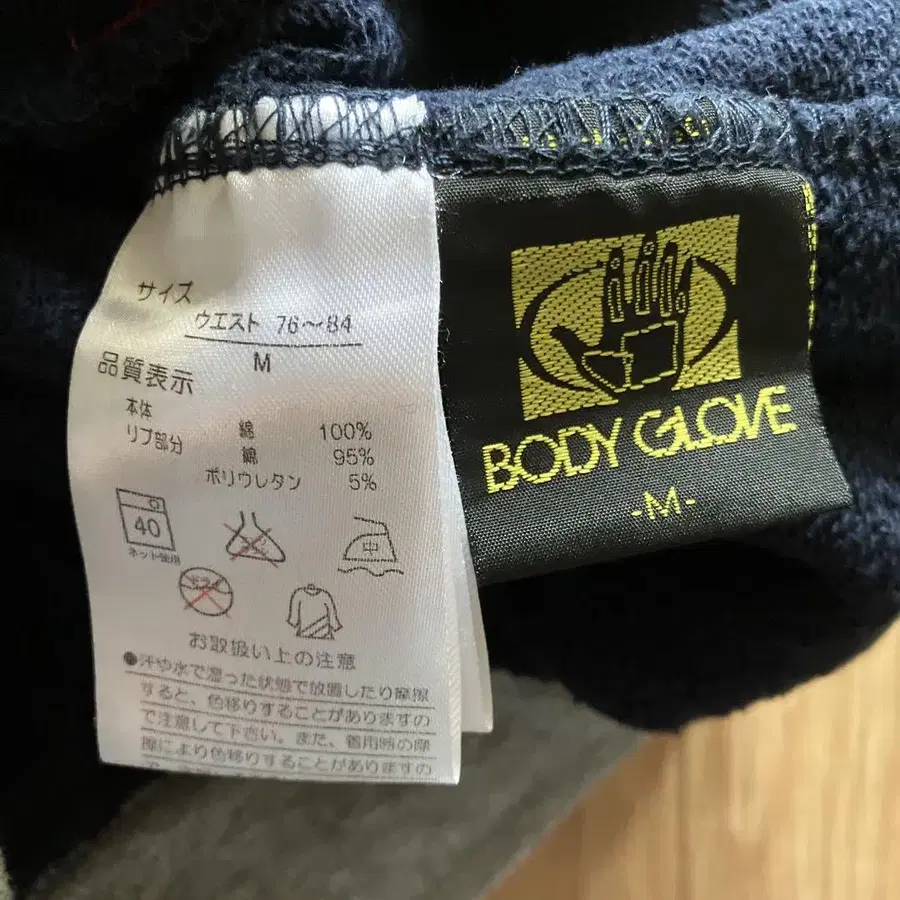 サイズ
ウエスト 76～84
M
品質表示
本体 綿 100%
リブ部分 綿 95%
ポリウレタン 5%
40
ネット使用
中
ドライ
お取扱い上の注意
●汗や水で湿った状態で放置したり摩擦
すると、色移りすることがありますの
で注意して下さい。また、着用時の摩
擦により色移りすることがありますの
BODY GLOVE
-M-